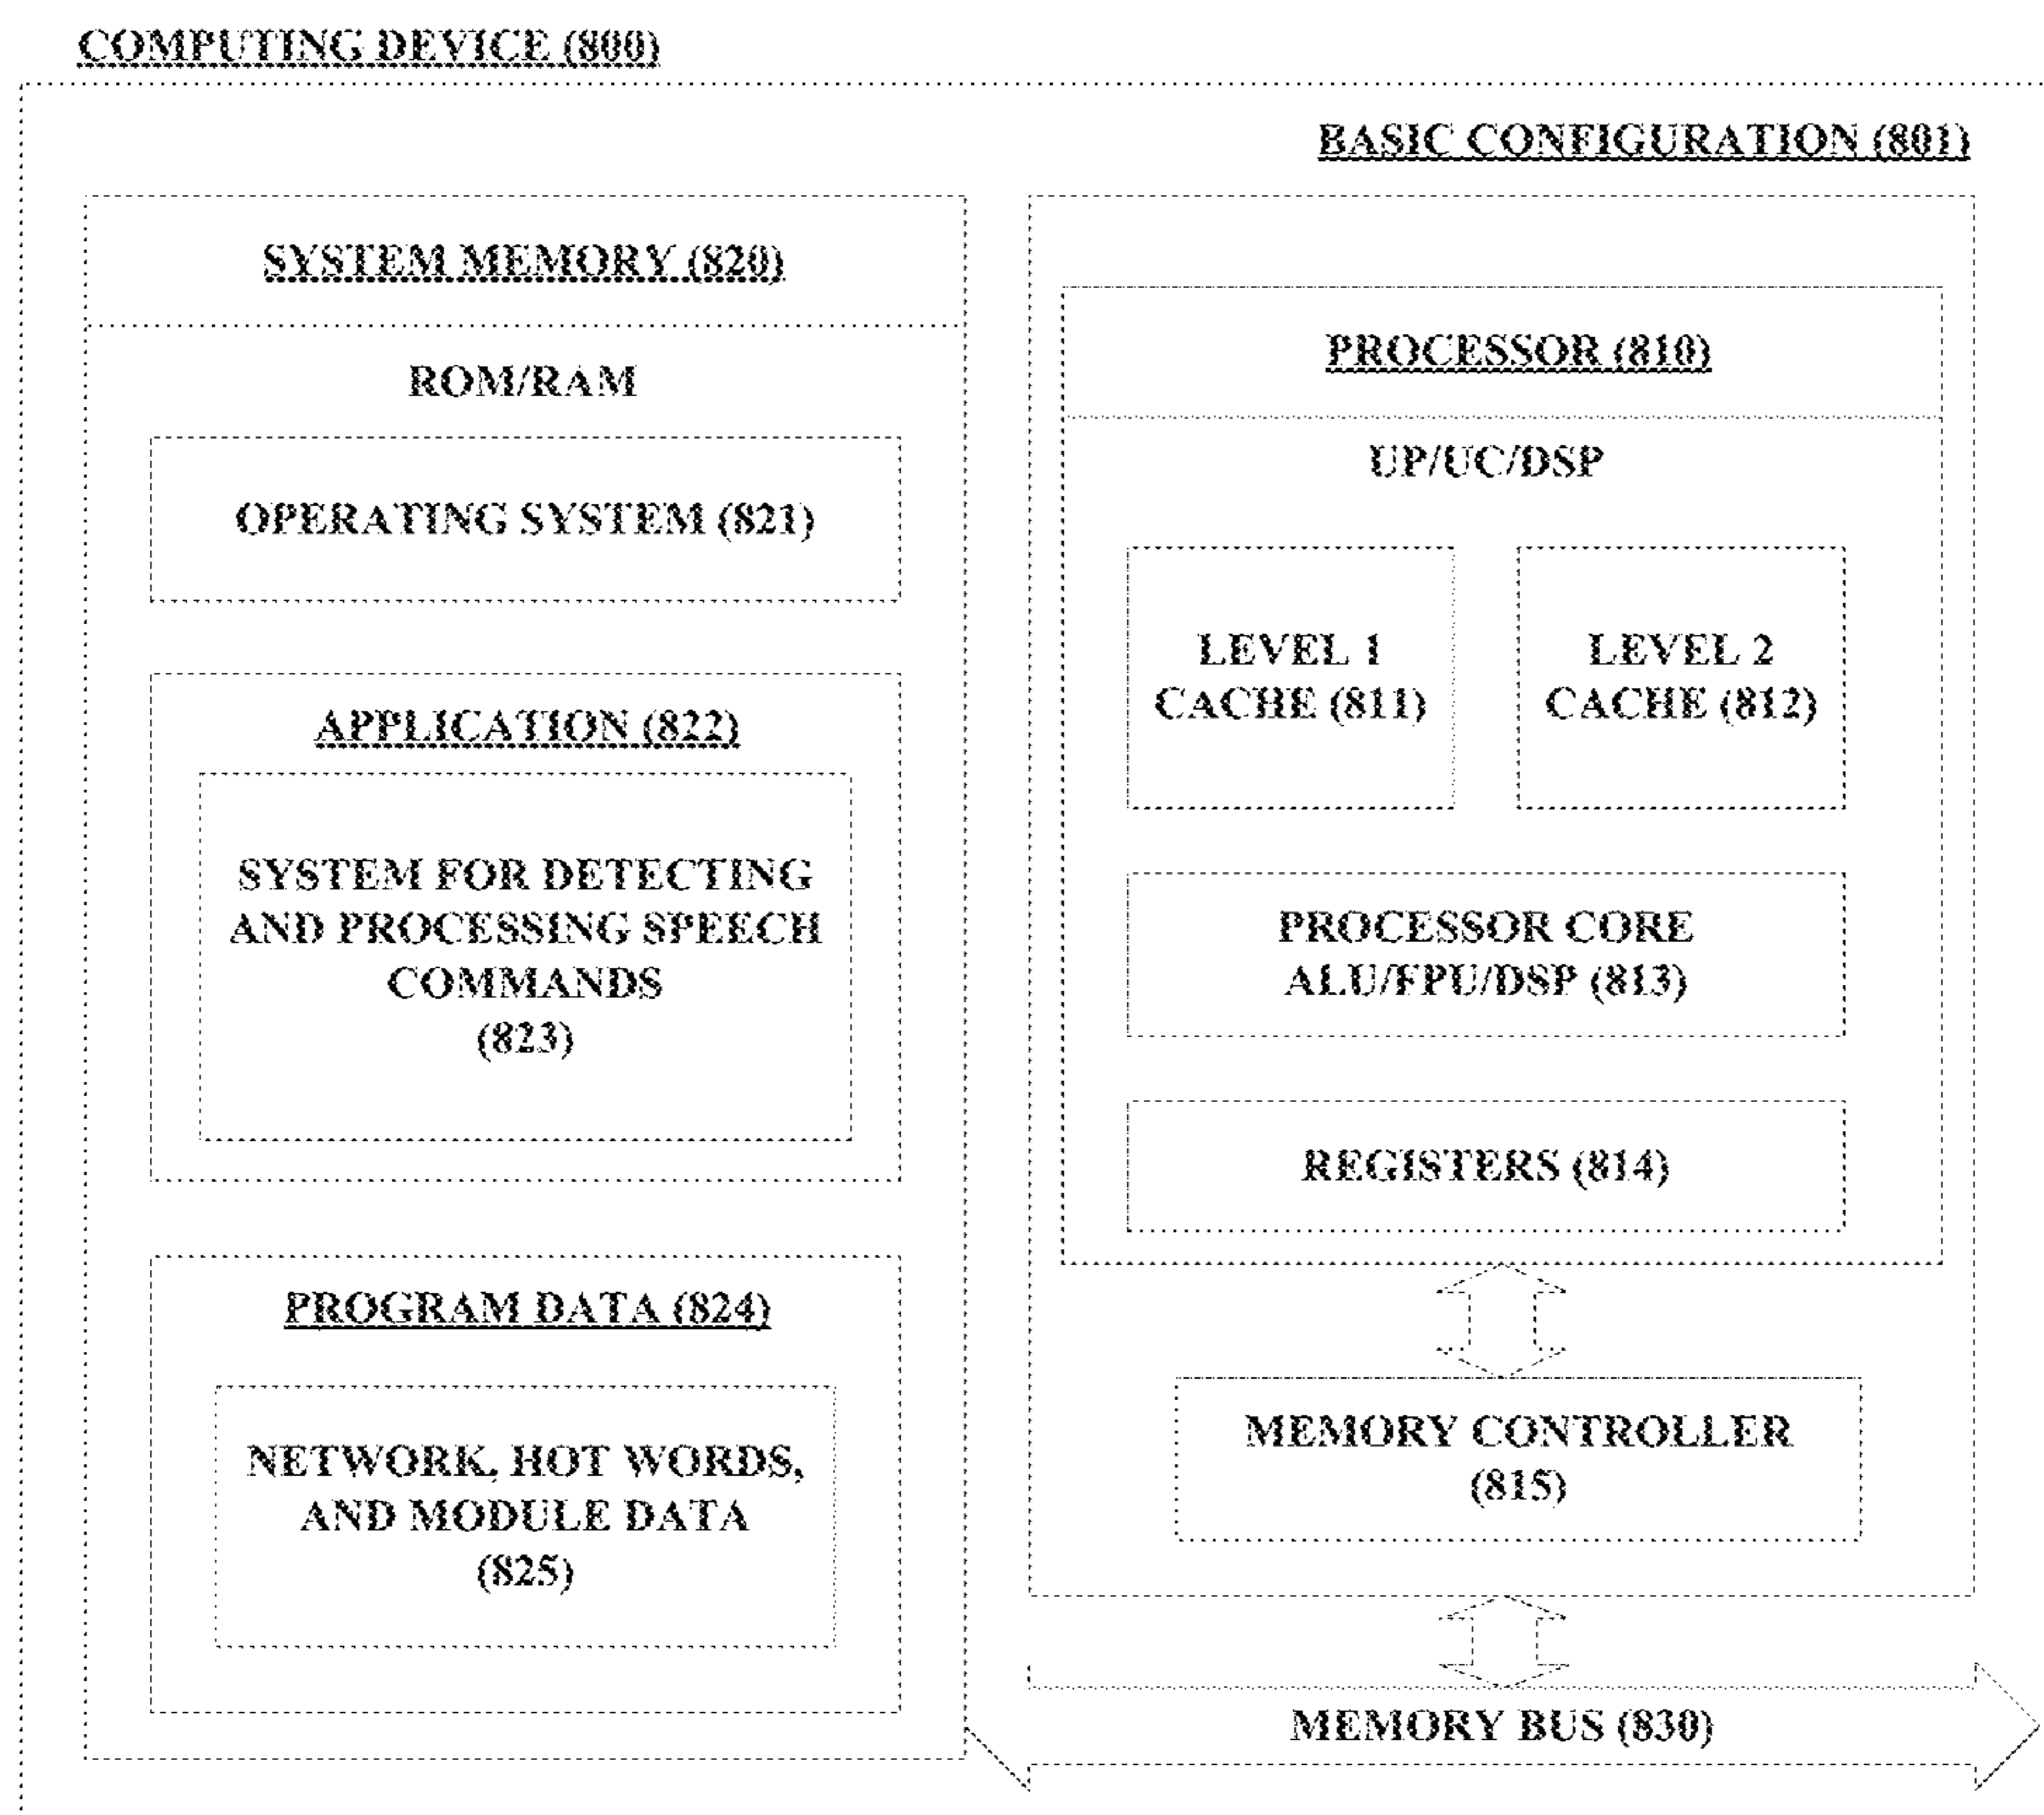 COMPUTING DEVICE (800)
BASIC CONFIGURATION (801)
SYSTEM MEMORY (820)
ROM/RAM
OPERATING SYSTEM (821)
APPLICATION (822)
SYSTEM FOR DETECTING
AND PROCESSING SPEECH
COMMANDS
(823)
PROGRAM DATA (824)
NETWORK, HOT WORDS,
AND MODULE DATA
(825)
PROCESSOR (810)
UP/UC/DSP
LEVEL 1
CACHE (811)
LEVEL 2
CACHE (812)
PROCESSOR CORE
ALU/FPU/DSP (813)
REGISTERS (814)
MEMORY CONTROLLER
(815)
MEMORY BUS (830)